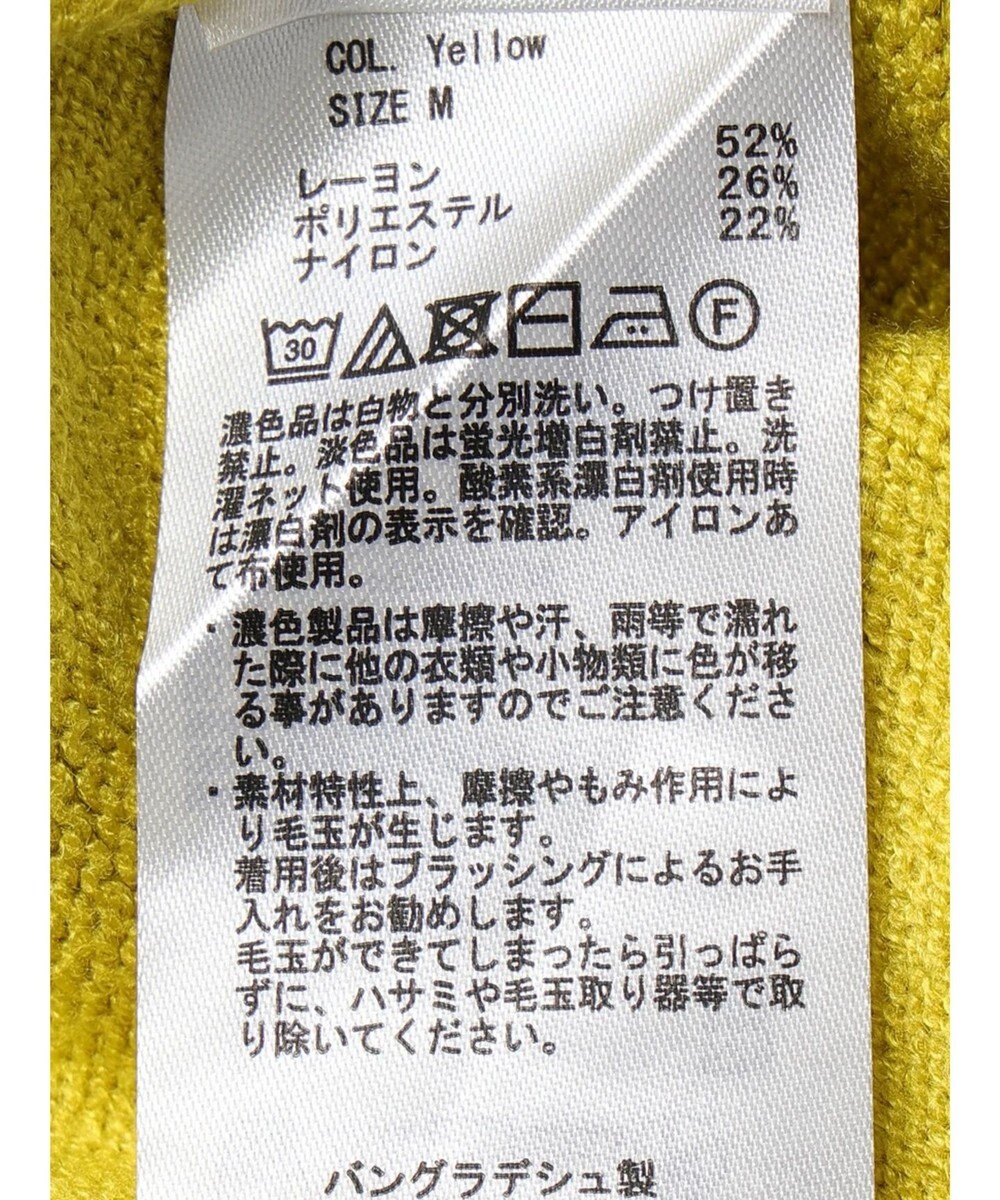 COL. Yellow
SIZE M
レーヨン 52%
ポリエステル 26%
ナイロン 22%
30 F
濃色品は白物と分別洗い。つけ置き
禁止。淡色品は蛍光増白剤禁止。洗
濯ネット使用。酸素系漂白剤使用時
は漂白剤の表示を確認。アイロンあ
て布使用。
・濃色製品は摩擦や汗、雨等で濡れ
た際に他の衣類や小物類に色が移
る事がありますのでご注意くださ
い。
・素材特性上、摩擦やもみ作用によ
り毛玉が生じます。
着用後はブラッシングによるお手
入れをお勧めします。
毛玉ができてしまったら引っぱら
ずに、ハサミや毛玉取り器等で取
り除いてください。
バングラデシュ製